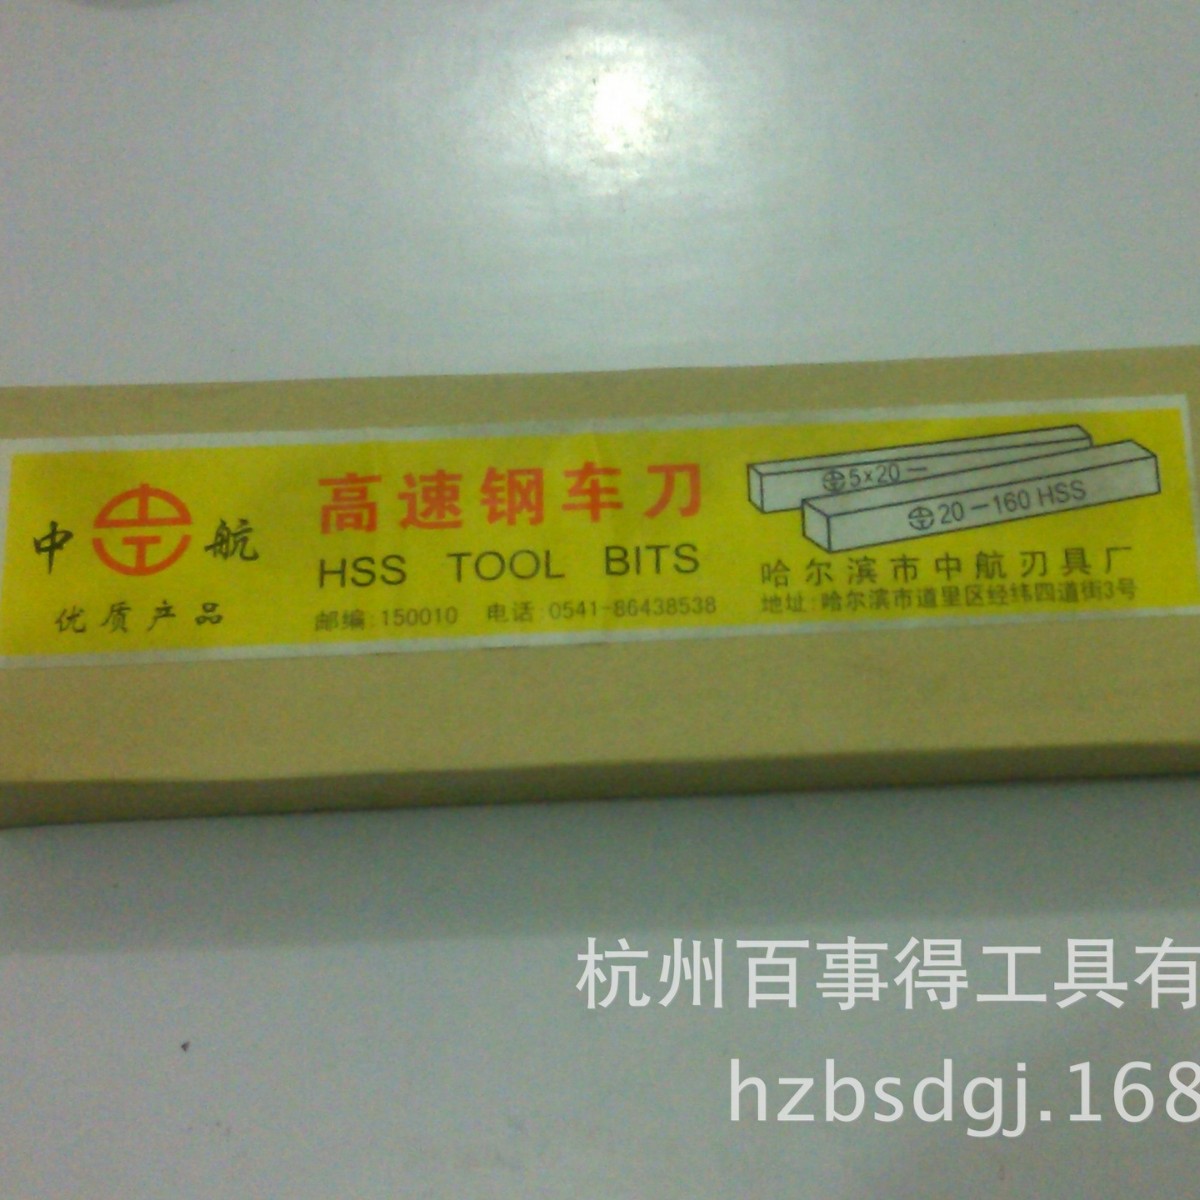 中 航
优质产品
高速钢车刀
HSS TOOL BITS
邮编:150010 电话:0541-86438538
5×20—
20—160 HSS
哈尔滨市中航刃具厂
地址:哈尔滨市道里区经纬四道街3号
杭州百事得工具有
hzbsdgj.168